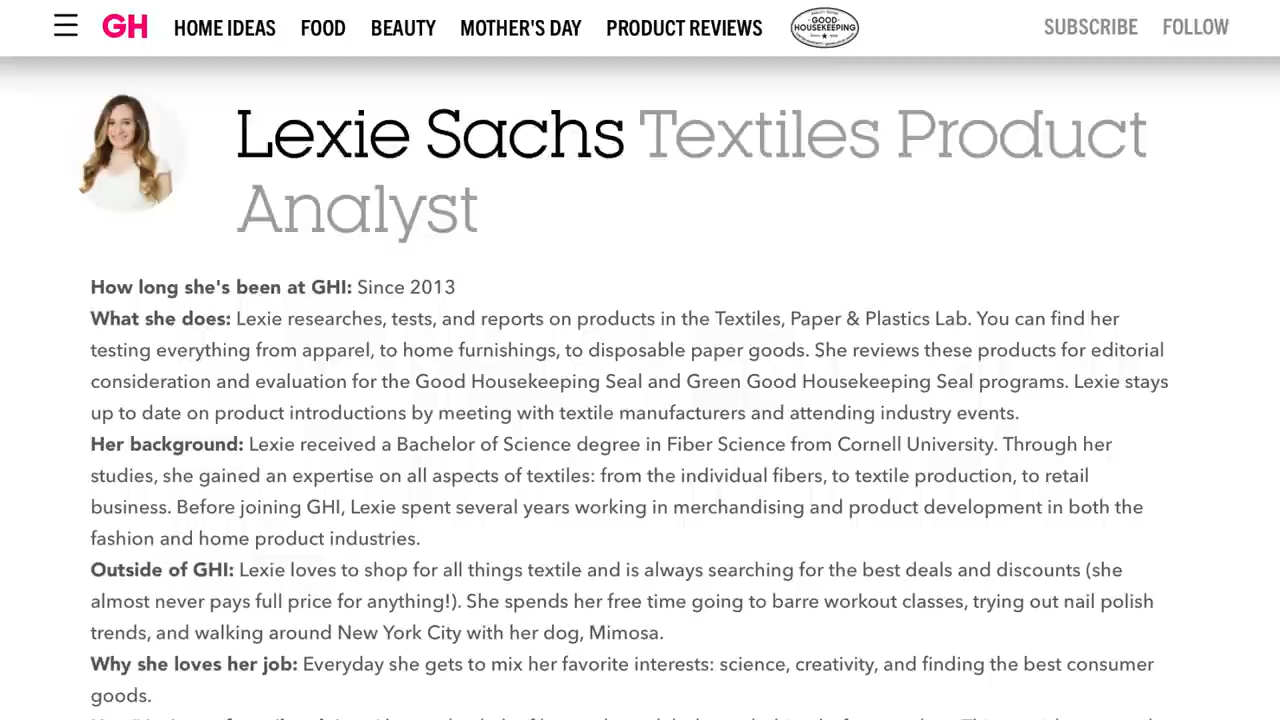 GH HOME IDEAS FOOD BEAUTY MOTHER'S DAY PRODUCT REVIEWS GOOD HOUSEKEEPING SUBSCRIBE FOLLOW
Lexie Sachs Textiles Product
Analyst
How long she's been at GHI: Since 2013
What she does: Lexie researches, tests, and reports on products in the Textiles, Paper & Plastics Lab. You can find her
testing everything from apparel, to home furnishings, to disposable paper goods. She reviews these products for editorial
consideration and evaluation for the Good Housekeeping Seal and Green Good Housekeeping Seal programs. Lexie stays
up to date on product introductions by meeting with textile manufacturers and attending industry events.
Her background: Lexie received a Bachelor of Science degree in Fiber Science from Cornell University. Through her
studies, she gained an expertise on all aspects of textiles: from the individual fibers, to textile production, to retail
business. Before joining GHI, Lexie spent several years working in merchandising and product development in both the
fashion and home product industries.
Outside of GHI: Lexie loves to shop for all things textile and is always searching for the best deals and discounts (she
almost never pays full price for anything!). She spends her free time going to barre workout classes, trying out nail polish
trends, and walking around New York City with her dog, Mimosa.
Why she loves her job: Everyday she gets to mix her favorite interests: science, creativity, and finding the best consumer
goods.